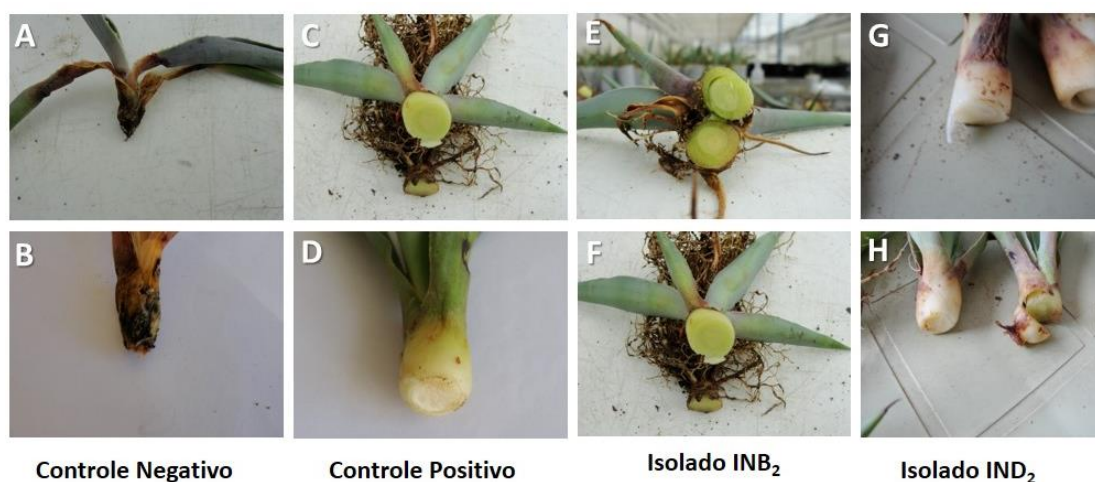 A
C
E
G
B
D
F
H
Controle Negativo
Controle Positivo
Isolado INB₂
Isolado IND₂